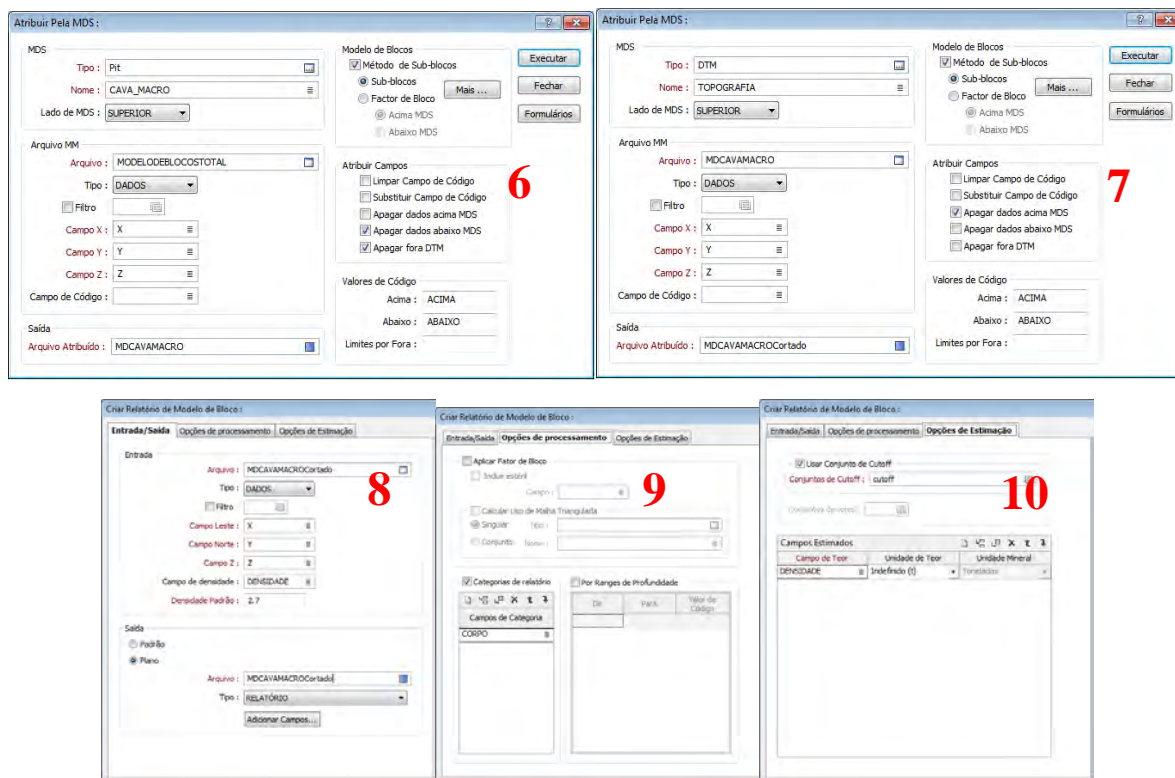 Atribuir Pela MDS :
MDS
Tipo : Pit
Nome : CAVA_MACRO
Lado de MDS : SUPERIOR
Arquivo MM
Arquivo : MODELODEBLOCOSTOTAL
Tipo : DADOS
Filtro
Campo X : X
Campo Y : Y
Campo Z : Z
Campo de Código :
Saída
Arquivo Atribuído : MDCAVAMACRO
Modelo de Blocos
Método de Sub-blocos
Sub-blocos
Mais ...
Factor de Bloco
Acima MDS
Abaixo MDS
Atribuir Campos
Limpar Campo de Código
Substituir Campo de Código
Apagar dados acima MDS
Apagar dados abaixo MDS
Apagar fora DTM
Valores de Código
Acima : ACIMA
Abaixo : ABAIXO
Limites por Fora :
Executar
Fechar
Formulários
6
Atribuir Pela MDS :
MDS
Tipo : DTM
Nome : TOPOGRAFIA
Lado de MDS : SUPERIOR
Arquivo MM
Arquivo : MDCAVAMACRO
Tipo : DADOS
Filtro
Campo X : X
Campo Y : Y
Campo Z : Z
Campo de Código :
Saída
Arquivo Atribuído : MDCAVAMACROCortado
Modelo de Blocos
Método de Sub-blocos
Sub-blocos
Mais ...
Factor de Bloco
Acima MDS
Abaixo MDS
Atribuir Campos
Limpar Campo de Código
Substituir Campo de Código
Apagar dados acima MDS
Apagar dados abaixo MDS
Apagar fora DTM
Valores de Código
Acima : ACIMA
Abaixo : ABAIXO
Limites por Fora :
Executar
Fechar
Formulários
7
Criar Relatório de Modelo de Bloco :
Entrada/Saída Opções de processamento Opções de Estimação
Entrada
Arquivo : MDCAVAMACROCortado
Tipo : DADOS
Filtro
Campo Leste : X
Campo Norte : Y
Campo Z : Z
Campo de densidade : DENSIDADE
Densidade Padrão : 2.7
Saída
Padrão
Plano
Arquivo : MDCAVAMACROCortado
Tipo : RELATÓRIO
Adicionar Campos...
8
Criar Relatório de Modelo de Bloco :
Entrada/Saída Opções de processamento Opções de Estimação
Aplicar Fator de Bloco
Indue estéril
Campo :
Calcular Uso de Malha Triangulada
Singular Tipo :
Conjunto Nome :
Categorias de relatório
Campos de Categoria
CORPO
Por Ranges de Profundidade
De Para Valor de Código
9
Criar Relatório de Modelo de Bloco :
Entrada/Saída Opções de processamento Opções de Estimação
Usar Conjunto de Cutoff
Conjuntos de Cutoff : cutoff
Campos Estimados
Campo de Teor Unidade de Teor Unidade Mineral
DENSIDADE Indefinido (t) Toneladas
10